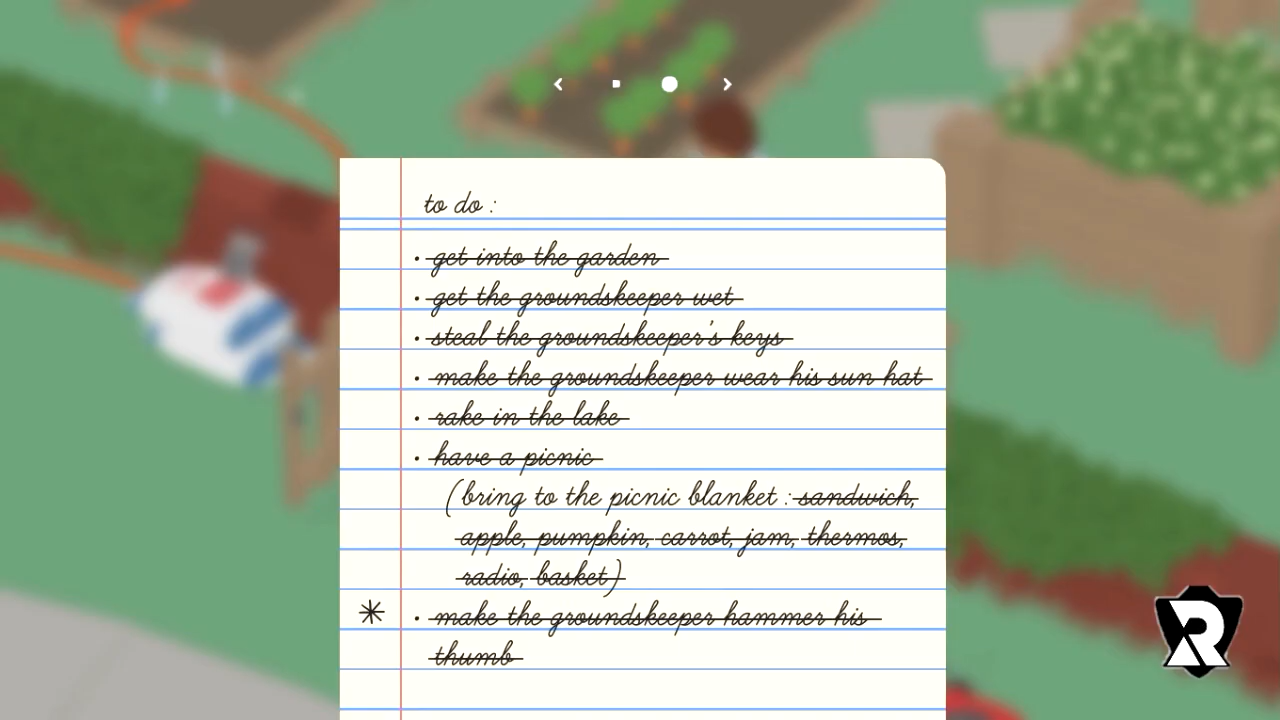 to do :
• get into the garden
• get the groundskeeper wet
• steal the groundskeeper's keys
• make the groundskeeper wear his sun hat
• rake in the lake
• have a picnic
(bring to the picnic blanket : sandwich,
apple, pumpkin, carrot, jam, thermos,
radio, basket)
• make the groundskeeper hammer his
thumb
R